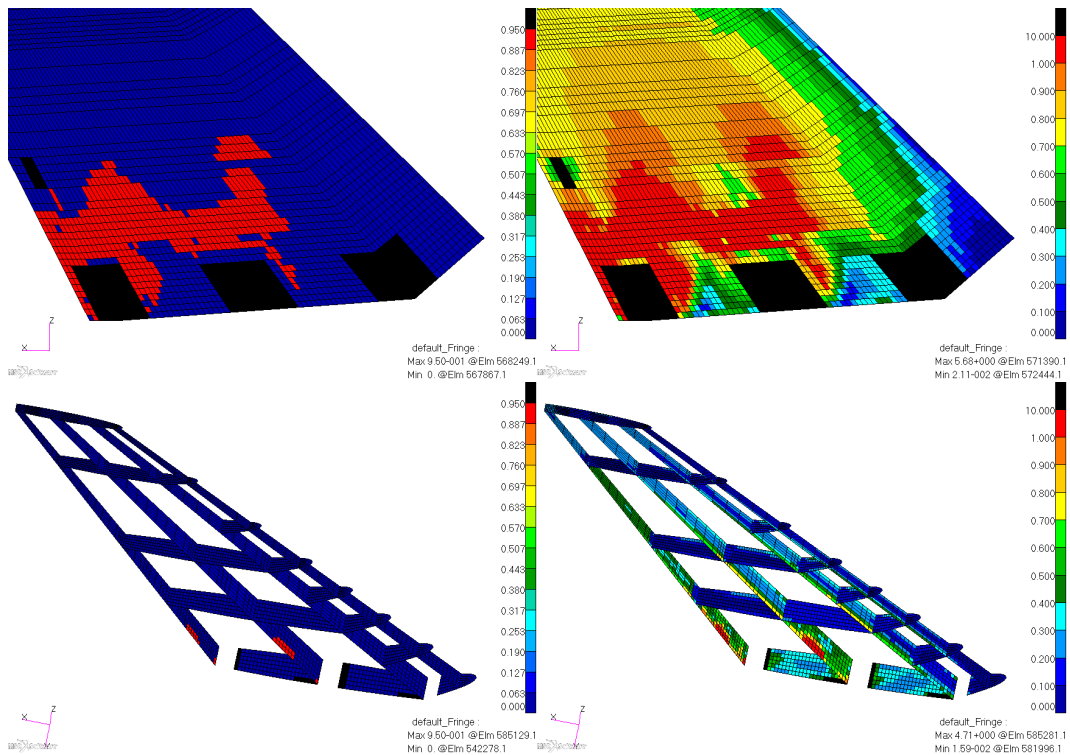 0.950
0.887
0.823
0.760
0.697
0.633
0.570
0.507
0.443
0.380
0.317
0.253
0.190
0.127
0.063
0.000
Z
X
default_Fringe :
Max 9.50-001 @Elm 568249.1
Min 0. @Elm 567867.1
10.000
1.000
0.900
0.800
0.700
0.600
0.500
0.400
0.300
0.200
0.100
0.000
Z
X
default_Fringe :
Max 5.68+000 @Elm 571390.1
Min 2.11-002 @Elm 572444.1
0.950
0.887
0.823
0.760
0.697
0.633
0.570
0.507
0.443
0.380
0.317
0.253
0.190
0.127
0.063
0.000
Z
X
default_Fringe :
Max 9.50-001 @Elm 585129.1
Min 0. @Elm 542278.1
10.000
1.000
0.900
0.800
0.700
0.600
0.500
0.400
0.300
0.200
0.100
0.000
Z
X
default_Fringe :
Max 4.71+000 @Elm 585281.1
Min 1.59-002 @Elm 581996.1